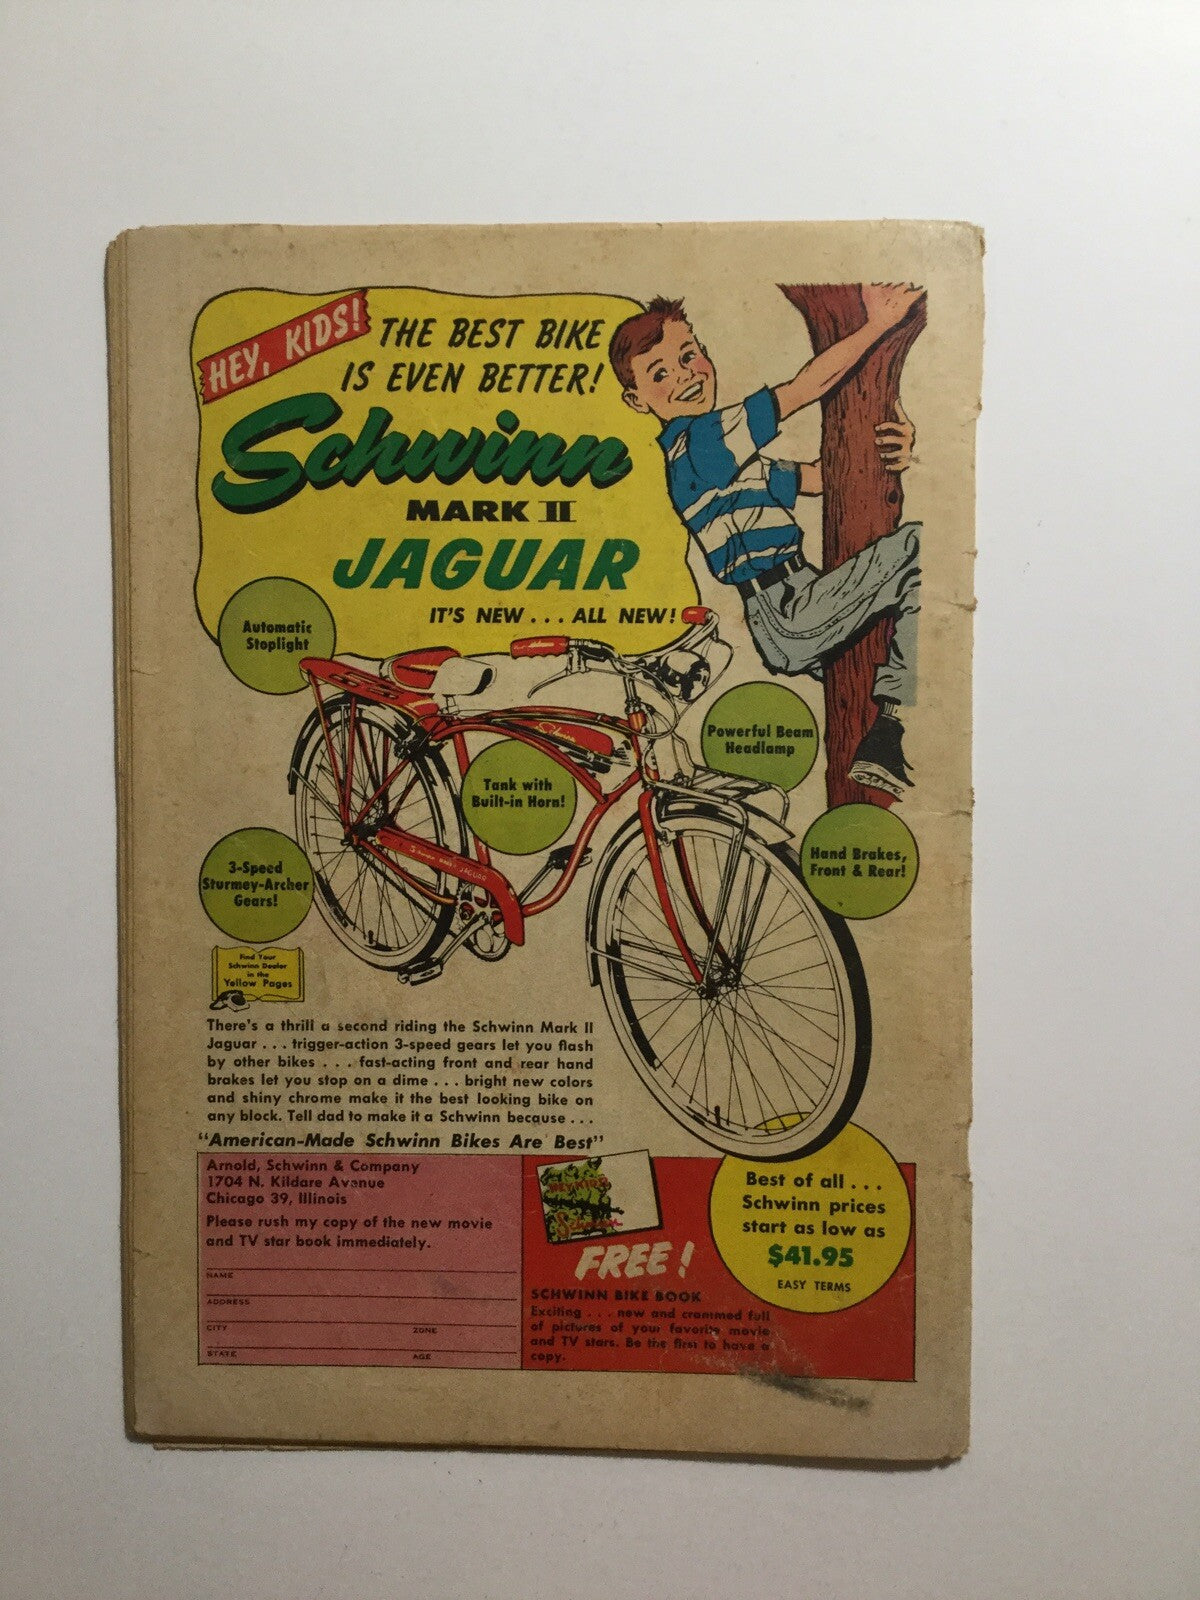 HEY, KIDS!
THE BEST BIKE
IS EVEN BETTER!
Schwinn
MARK II
JAGUAR
IT'S NEW . . . ALL NEW!
Automatic
Stoplight
Powerful Beam
Headlamp
Schwinn
Tank with
Built-in Horn!
Hand Brakes,
Front & Rear!
JAGUAR
3-Speed
Sturmey-Archer
Gears!
Find Your
Schwinn Dealer
in the
Yellow Pages
There's a thrill a second riding the Schwinn Mark II
Jaguar . . . trigger-action 3-speed gears let you flash
by other bikes . . . fast-acting front and rear hand
brakes let you stop on a dime . . . bright new colors
and shiny chrome make it the best looking bike on
any block. Tell dad to make it a Schwinn because . . .
"American-Made Schwinn Bikes Are Best"
Arnold, Schwinn & Company
1704 N. Kildare Avenue
Chicago 39, Illinois
Please rush my copy of the new movie
and TV star book immediately.
NAME
ADDRESS
CITY ZONE
STATE AGE
HEY KIDS
Schwinn
FREE!
SCHWINN BIKE BOOK
Exciting . . . new and crammed full
of pictures of your favorite movie
and TV stars. Be the first to have a
copy.
Best of all . . .
Schwinn prices
start as low as
$41.95
EASY TERMS